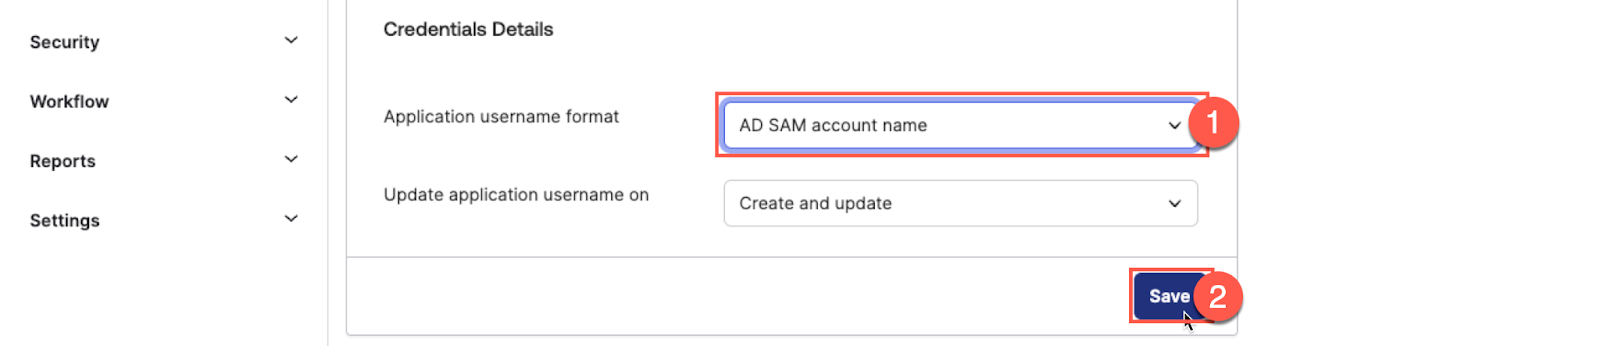 Security
Workflow
Reports
Settings
Credentials Details
Application username format
AD SAM account name
1
Update application username on
Create and update
Save
2